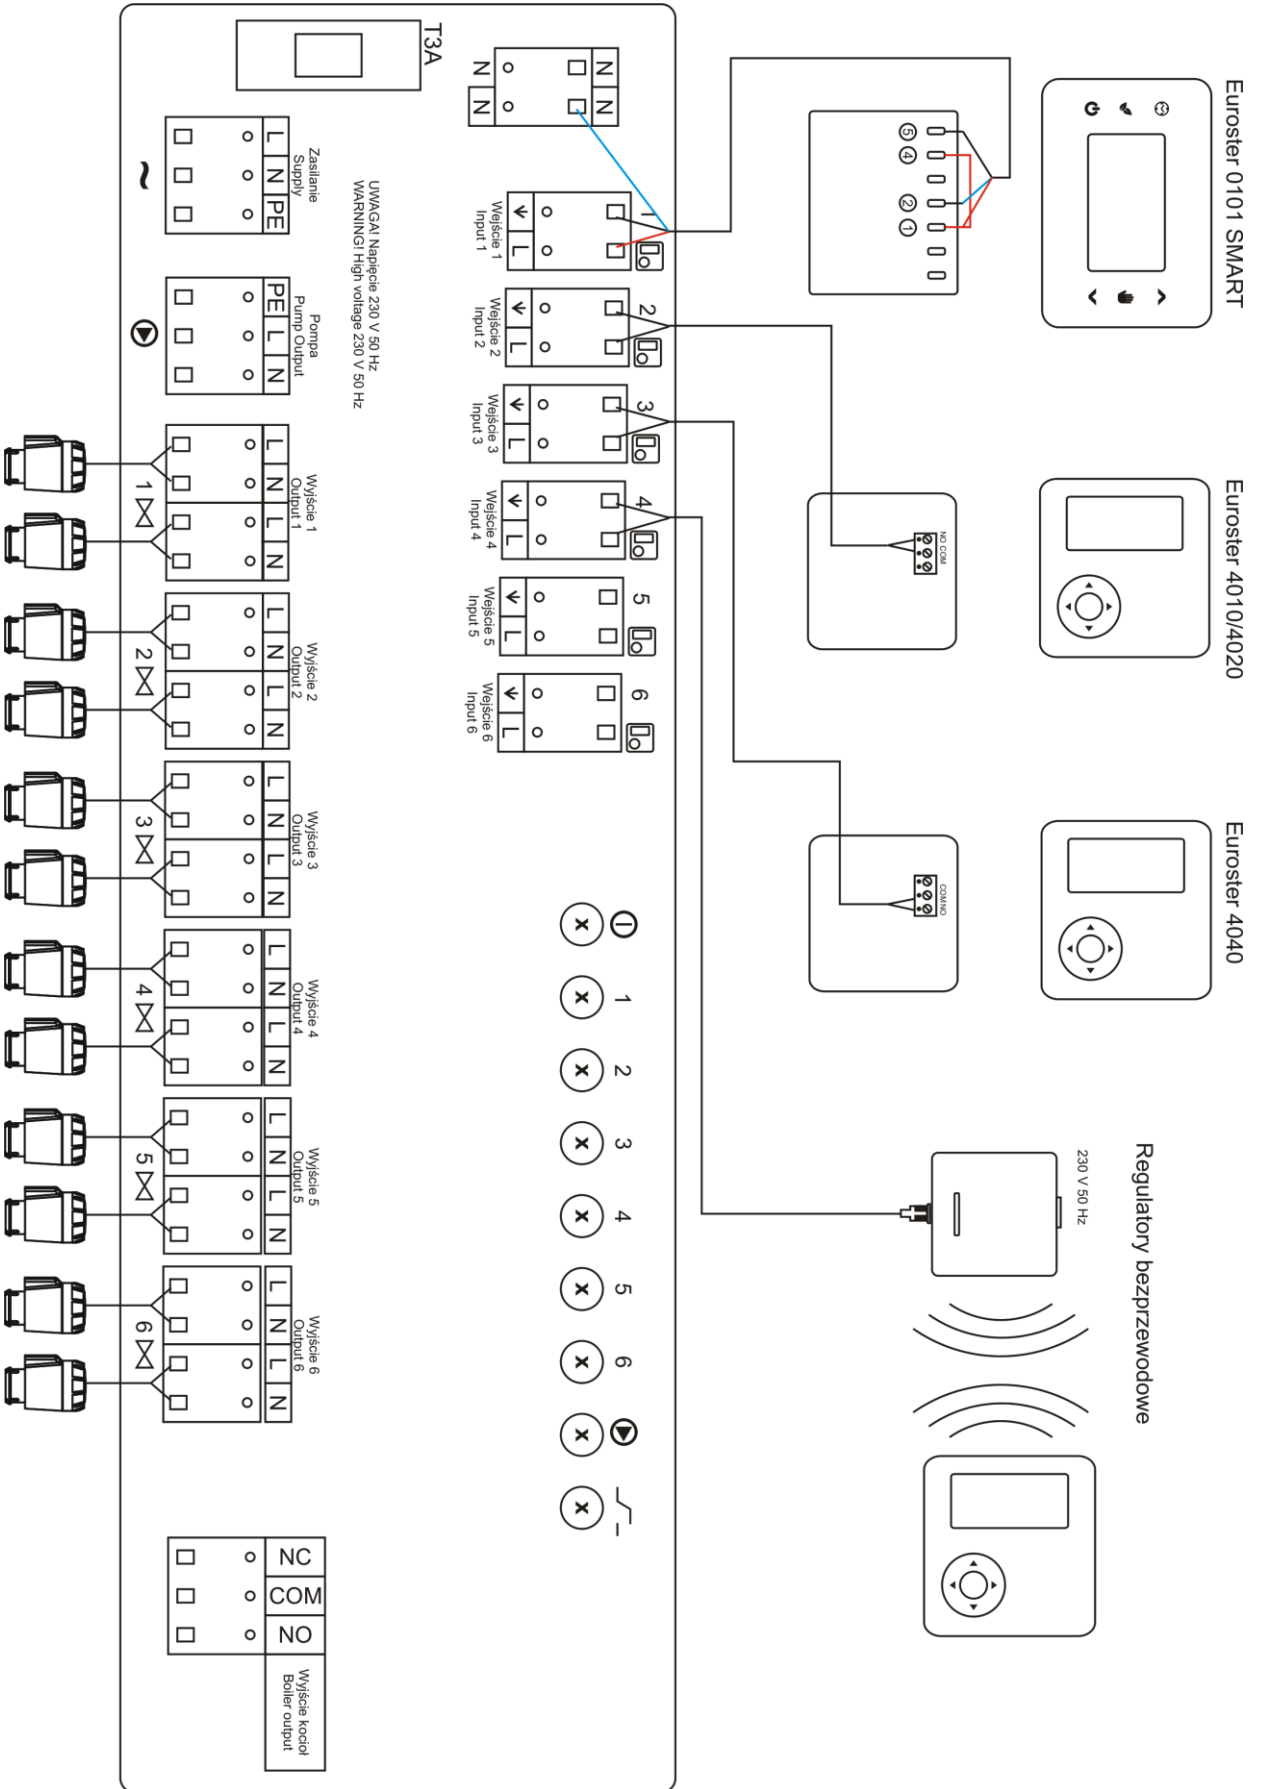 Euroster 0101 SMART
Euroster 4010/4020
Euroster 4040
Regulatory bezprzewodowe
230 V 50 Hz
5
4
2
1
NO COM
COM NO
T3A
N
N
N
N
1
L
Wejście 1
Input 1
2
L
Wejście 2
Input 2
3
L
Wejście 3
Input 3
4
L
Wejście 4
Input 4
5
L
Wejście 5
Input 5
6
L
Wejście 6
Input 6
UWAGA! Napięcie 230 V 50 Hz
WARNING! High voltage 230 V 50 Hz
1
2
3
4
5
6
x x x x x x x x x
Zasilanie
Supply
L N PE
~
Pompa
Pump Output
PE L N
Wyjście 1
Output 1
L N L N
1
Wyjście 2
Output 2
L N L N
2
Wyjście 3
Output 3
L N L N
3
Wyjście 4
Output 4
L N L N
4
Wyjście 5
Output 5
L N L N
5
Wyjście 6
Output 6
L N L N
6
NC
COM
NO
Wyjście kocioł
Boiler output